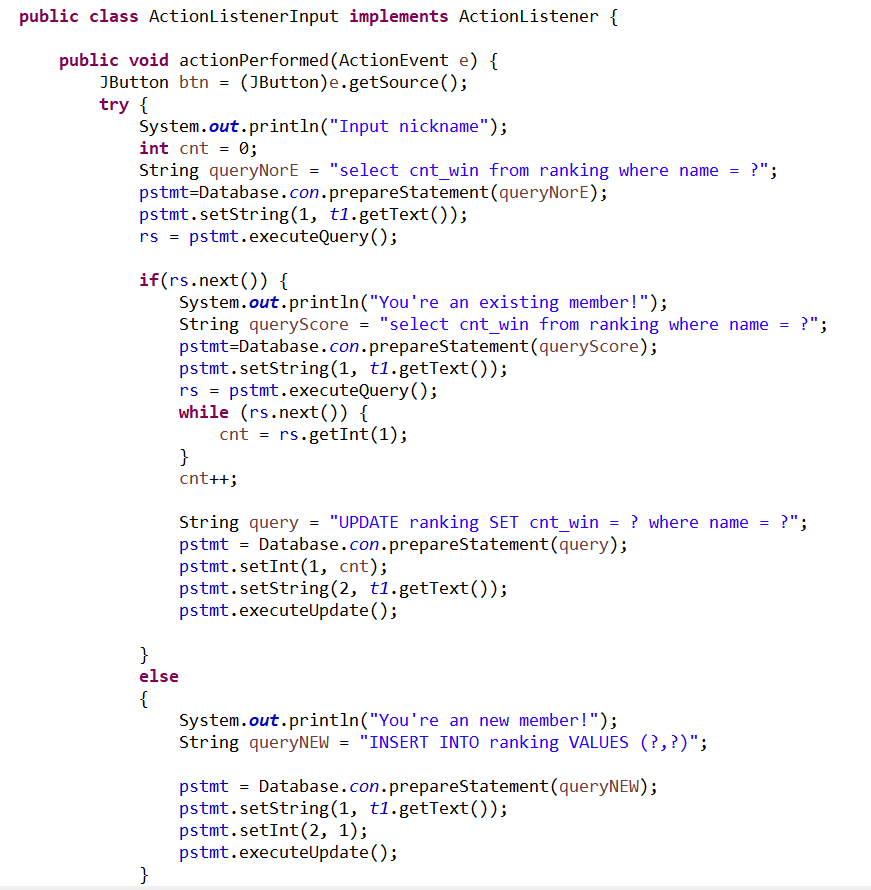 public class ActionListenerInput implements ActionListener {
public void actionPerformed(ActionEvent e) {
JButton btn = (JButton)e.getSource();
try {
System.out.println("Input nickname");
int cnt = 0;
String queryNorE = "select cnt_win from ranking where name = ?";
pstmt=Database.con.prepareStatement(queryNorE);
pstmt.setString(1, t1.getText());
rs = pstmt.executeQuery();
if(rs.next()) {
System.out.println("You're an existing member!");
String queryScore = "select cnt_win from ranking where name = ?";
pstmt=Database.con.prepareStatement(queryScore);
pstmt.setString(1, t1.getText());
rs = pstmt.executeQuery();
while (rs.next()) {
cnt = rs.getInt(1);
}
cnt++;
String query = "UPDATE ranking SET cnt_win = ? where name = ?";
pstmt = Database.con.prepareStatement(query);
pstmt.setInt(1, cnt);
pstmt.setString(2, t1.getText());
pstmt.executeUpdate();
}
else
{
System.out.println("You're an new member!");
String queryNEW = "INSERT INTO ranking VALUES (?,?)";
pstmt = Database.con.prepareStatement(queryNEW);
pstmt.setString(1, t1.getText());
pstmt.setInt(2, 1);
pstmt.executeUpdate();
}